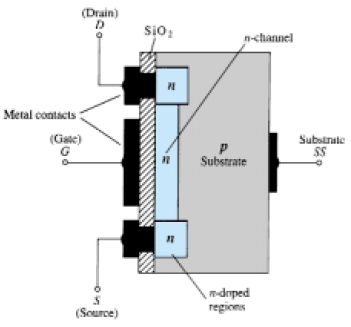 (Drain)
D
SiO2
n-channel
n
Metal contacts
(Gate)
G
n
p
Substrate
Substrate
SS
n
S
(Source)
n-doped
regions